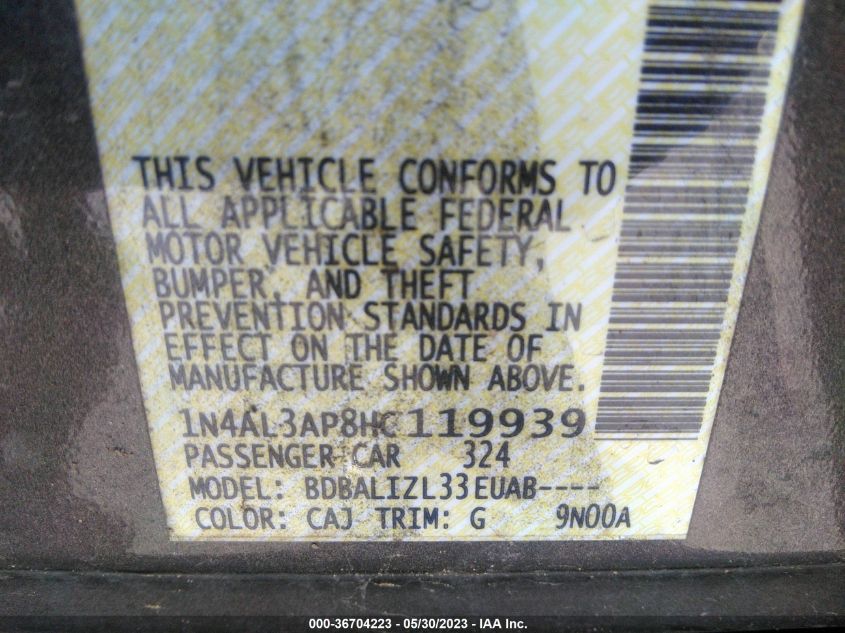 THIS VEHICLE CONFORMS TO
ALL APPLICABLE FEDERAL
MOTOR VEHICLE SAFETY,
BUMPER, AND THEFT
PREVENTION STANDARDS IN
EFFECT ON THE DATE OF
MANUFACTURE SHOWN ABOVE.
1N4AL3AP8HC119939
PASSENGER CAR 324
MODEL: BDBALIZL33EUAB----
COLOR: CAJ TRIM: G 9N00A
000-36704223 - 05/30/2023 - IAA Inc.